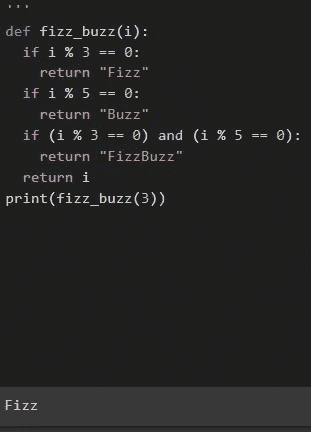 '''
def fizz_buzz(i):
  if i % 3 == 0:
    return "Fizz"
  if i % 5 == 0:
    return "Buzz"
  if (i % 3 == 0) and (i % 5 == 0):
    return "FizzBuzz"
  return i
print(fizz_buzz(3))
Fizz